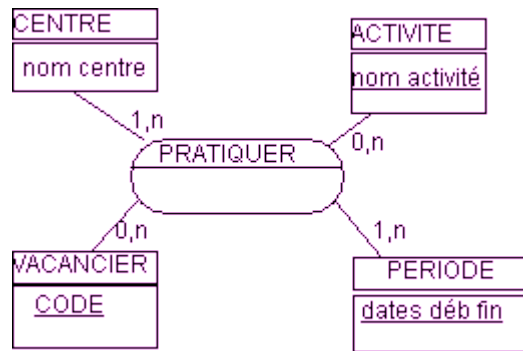 CENTRE
nom centre
ACTIVITE
nom activité
1,n
0,n
PRATIQUER
0,n
1,n
VACANCIER
CODE
PERIODE
dates déb fin